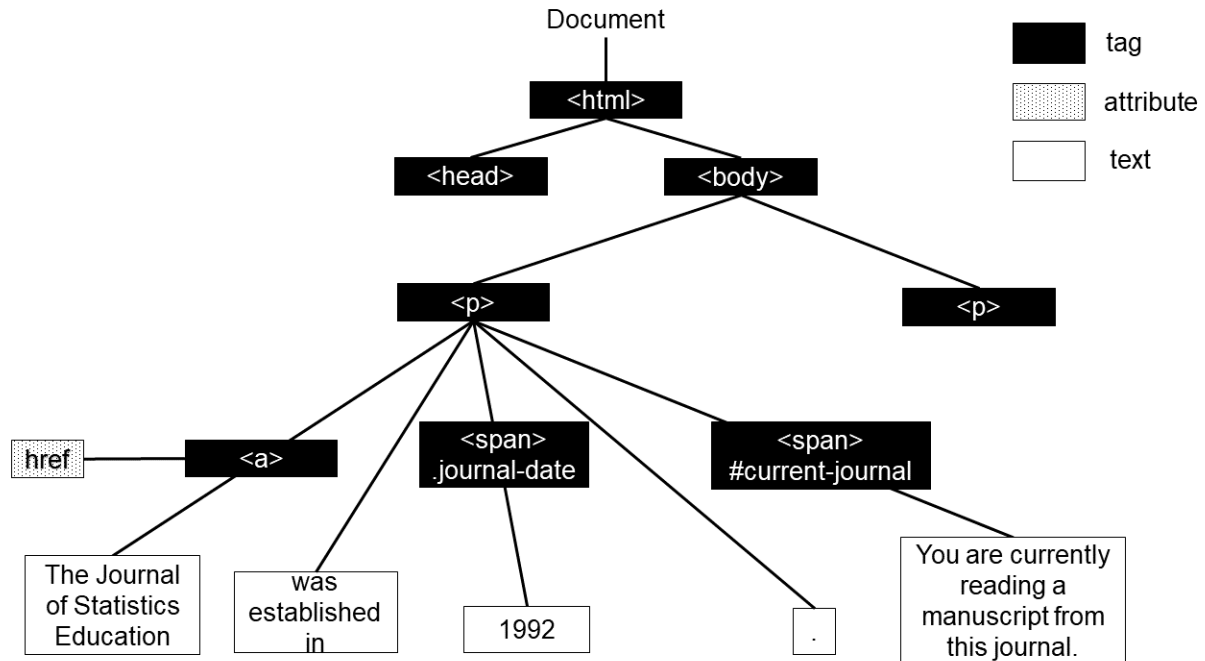 Document
tag
<html>
attribute
text
<head>
<body>
<p>
<p>
href
<a>
<span>
.journal-date
<span>
#current-journal
The Journal
of Statistics
Education
was
established
in
1992
.
You are currently
reading a
manuscript from
this journal.